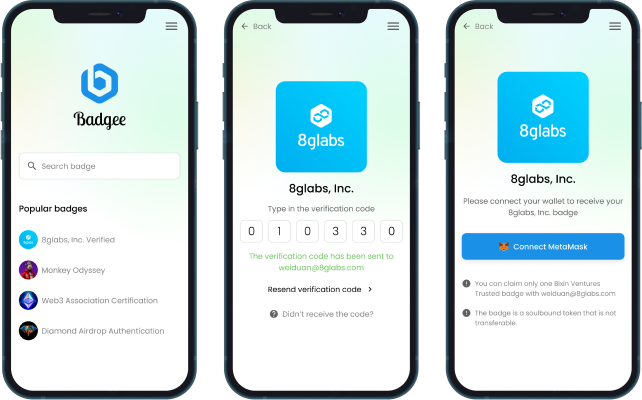 Badgee
Search badge
Popular badges
8glabs, Inc. Verified
Monkey Odyssey
Web3 Association Certification
Diamond Airdrop Authentication
Back
8glabs
8glabs, Inc.
Type in the verification code
0 1 0 3 3 0
The verification code has been sent to
weiduan@8glabs.com
Resend verification code
Didn't receive the code?
Back
8glabs
8glabs, Inc.
Please connect your wallet to receive your
8glabs, Inc. badge
Connect MetaMask
You can claim only one Bixin Ventures
Trusted badge with weiduan@8glabs.com
The badge is a soulbound token that is not
transferable.